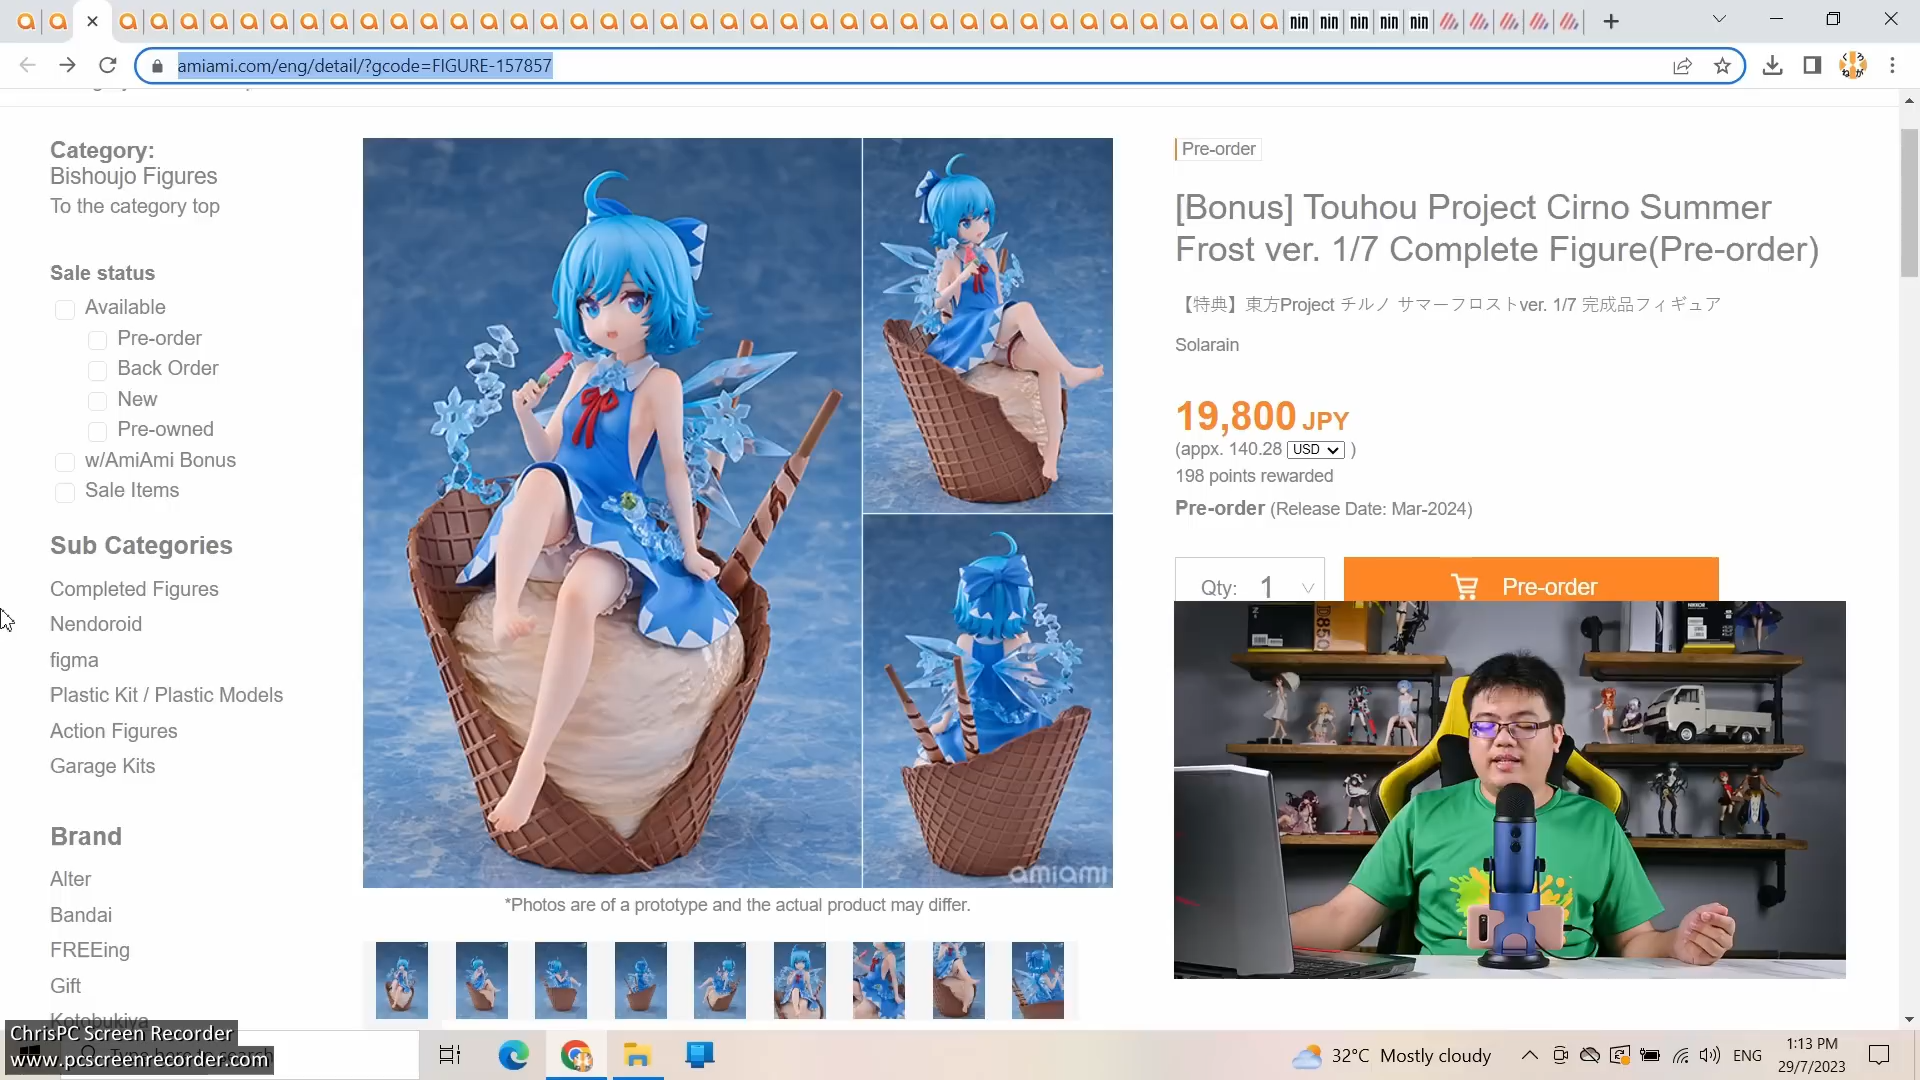 nin nin nin nin nin
amiami.com/eng/detail/?gcode=FIGURE-157857
Category:
Bishoujo Figures
To the category top
Sale status
Available
Pre-order
Back Order
New
Pre-owned
w/AmiAmi Bonus
Sale Items
Sub Categories
Completed Figures
Nendoroid
figma
Plastic Kit / Plastic Models
Action Figures
Garage Kits
Brand
Alter
Bandai
FREEing
Gift
Kotobukiya
amiami
*Photos are of a prototype and the actual product may differ.
Pre-order
[Bonus] Touhou Project Cirno Summer
Frost ver. 1/7 Complete Figure(Pre-order)
【特典】東方Project チルノ サマーフロストver. 1/7 完成品フィギュア
Solarain
19,800 JPY
(appx. 140.28 USD )
198 points rewarded
Pre-order (Release Date: Mar-2024)
Qty: 1
Pre-order
D850
ChrisPC Screen Recorder
www.pcscreenrecorder.com
32°C Mostly cloudy
ENG
1:13 PM
29/7/2023